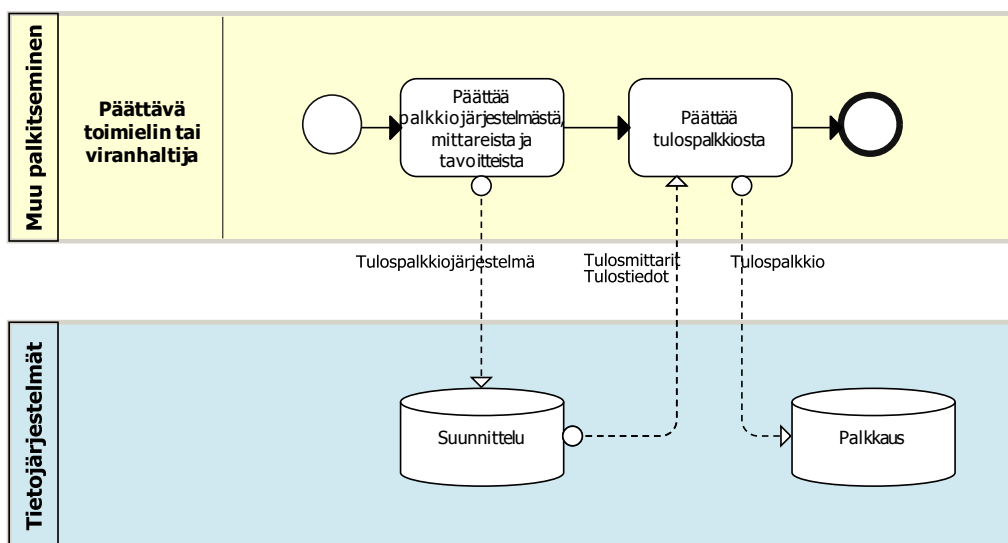 Muu palkitseminen
Päättävä
toimielin tai
viranhaltija
Päättää
palkkiojärjestelmästä,
mittareista ja
tavoitteista
Päättää
tulospalkkiosta
Tulospalkkiojärjestelmä
Tulosmittarit
Tulostiedot
Tulospalkkio
Tietojärjestelmät
Suunnittelu
Palkkaus